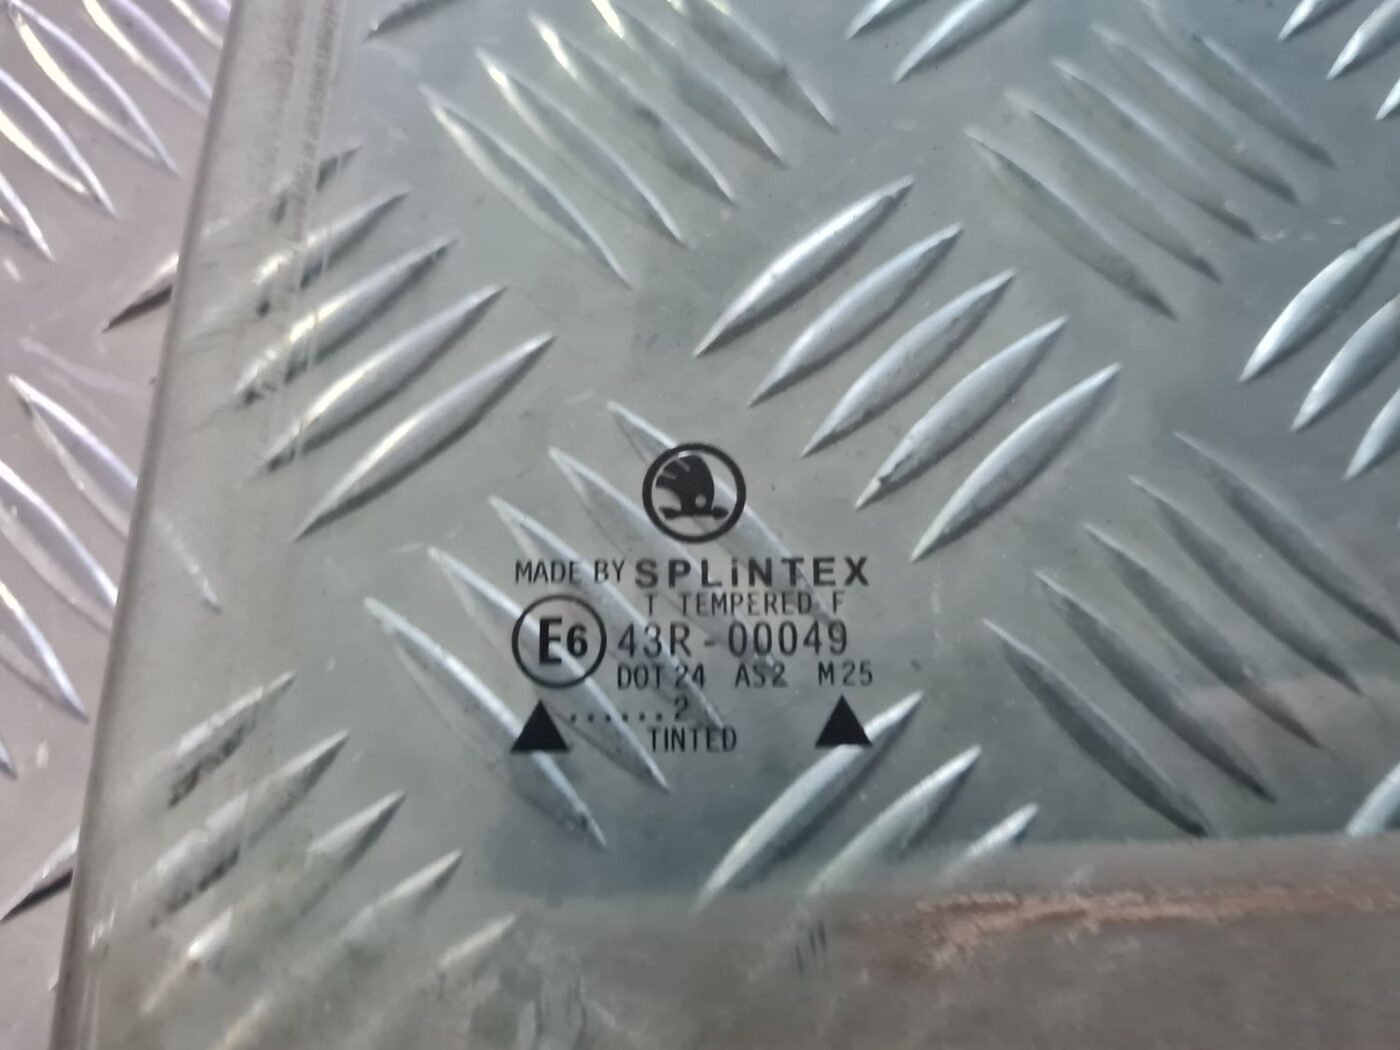 MADE BY SPLiNTEX
T TEMPERED F
E6 43R-00049
DOT 24 AS2 M25
......2
TINTED